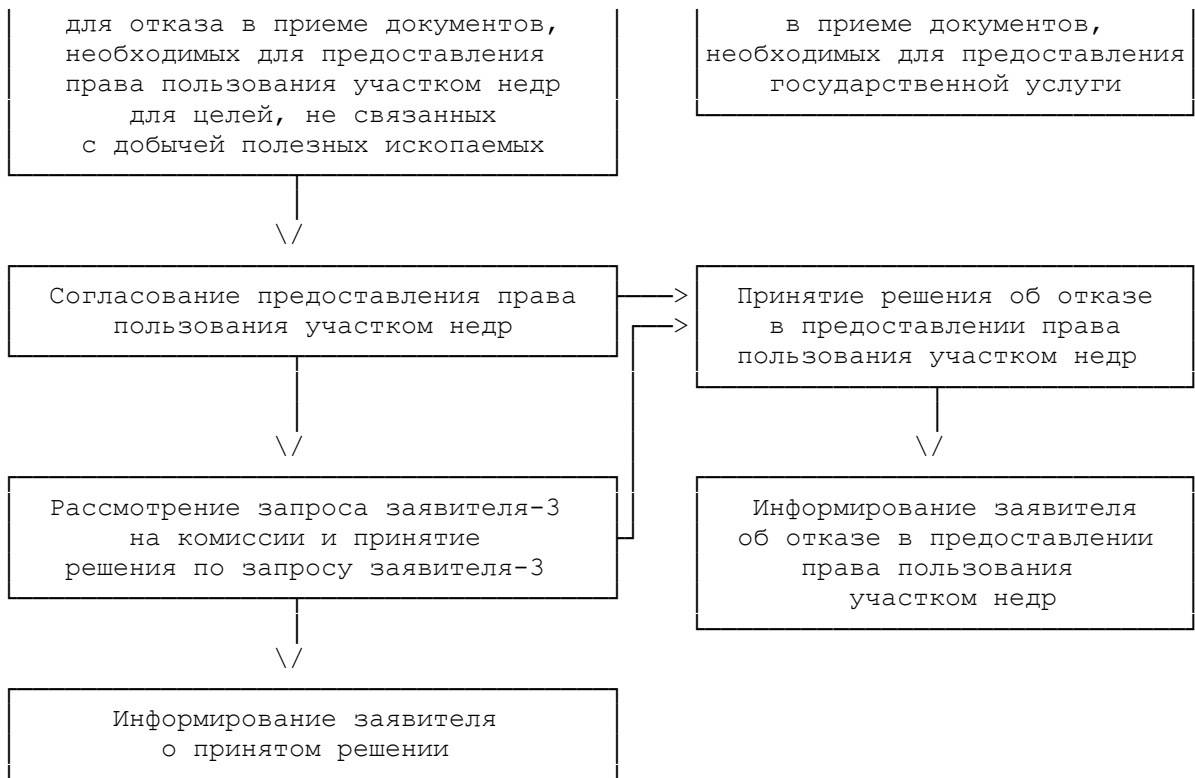 для отказа в приеме документов,
необходимых для предоставления
права пользования участком недр
для целей, не связанных
с добычей полезных ископаемых
в приеме документов,
необходимых для предоставления
государственной услуги
Согласование предоставления права
пользования участком недр
Принятие решения об отказе
в предоставлении права
пользования участком недр
Рассмотрение запроса заявителя-3
на комиссии и принятие
решения по запросу заявителя-3
Информирование заявителя
об отказе в предоставлении
права пользования
участком недр
Информирование заявителя
о принятом решении